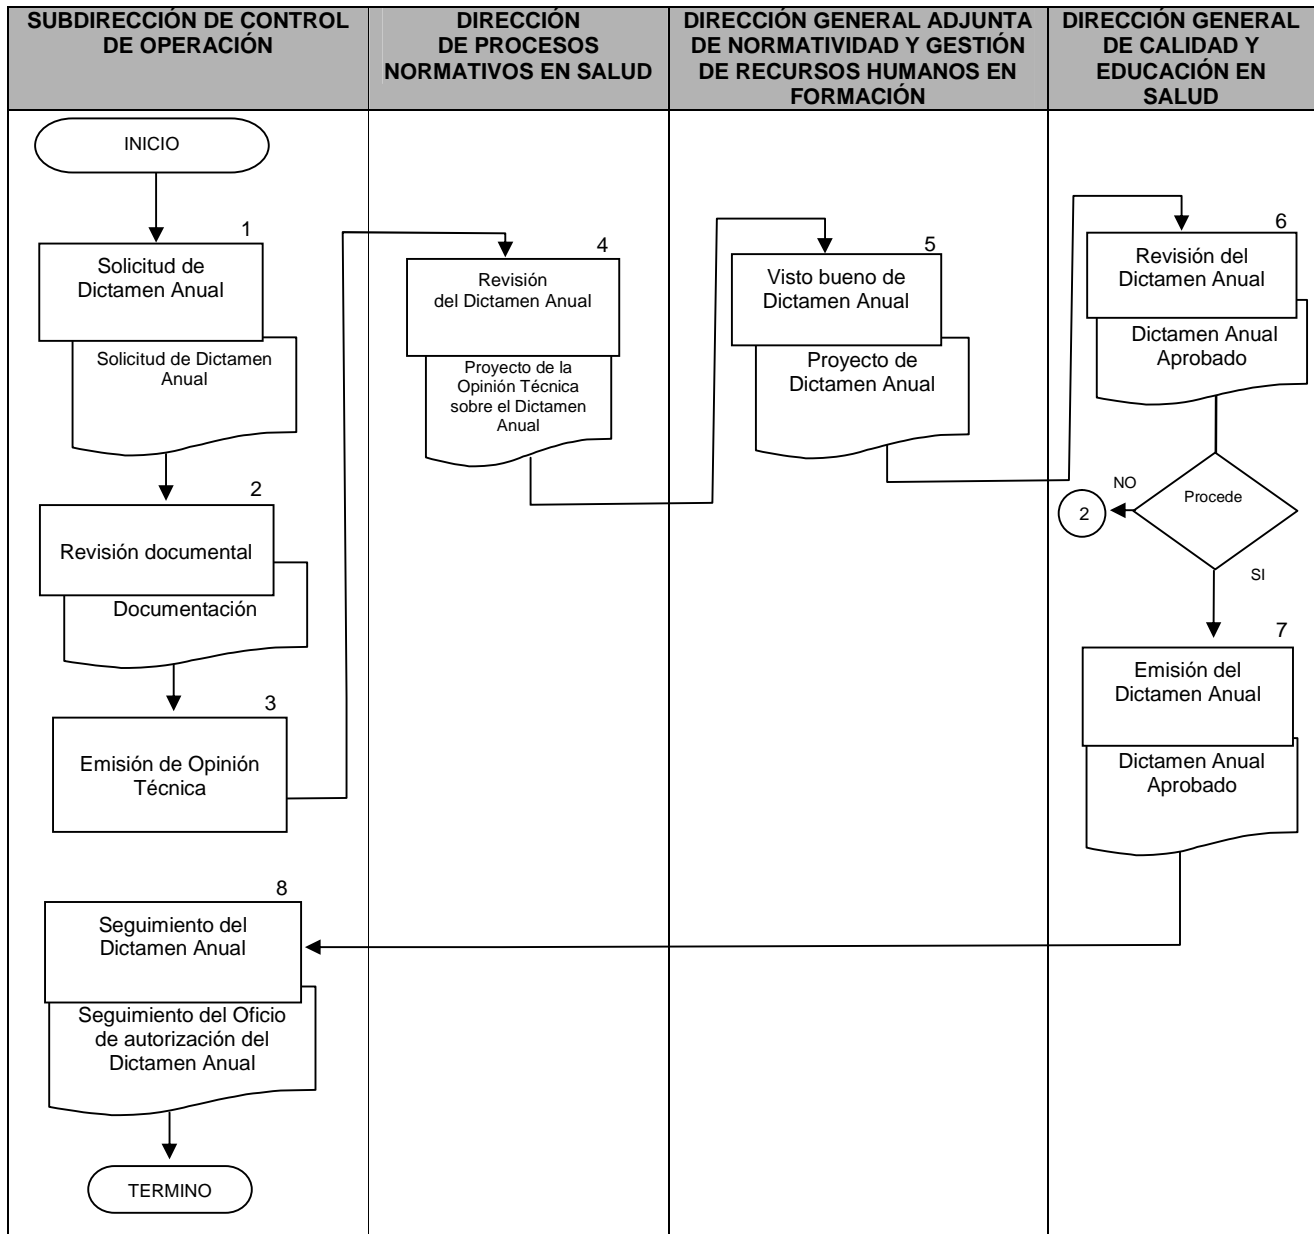 SUBDIRECCIÓN DE CONTROL
DE OPERACIÓN
DIRECCIÓN
DE PROCESOS
NORMATIVOS EN SALUD
DIRECCIÓN GENERAL ADJUNTA
DE NORMATIVIDAD Y GESTIÓN
DE RECURSOS HUMANOS EN
FORMACIÓN
DIRECCIÓN GENERAL
DE CALIDAD Y
EDUCACIÓN EN
SALUD
INICIO
1
Solicitud de
Dictamen Anual
Solicitud de Dictamen
Anual
2
Revisión documental
Documentación
3
Emisión de Opinión
Técnica
4
Revisión
del Dictamen Anual
Proyecto de la
Opinión Técnica
sobre el Dictamen
Anual
5
Visto bueno de
Dictamen Anual
Proyecto de
Dictamen Anual
6
Revisión del
Dictamen Anual
Dictamen Anual
Aprobado
Procede
NO
2
SI
7
Emisión del
Dictamen Anual
Dictamen Anual
Aprobado
8
Seguimiento del
Dictamen Anual
Seguimiento del Oficio
de autorización del
Dictamen Anual
TERMINO